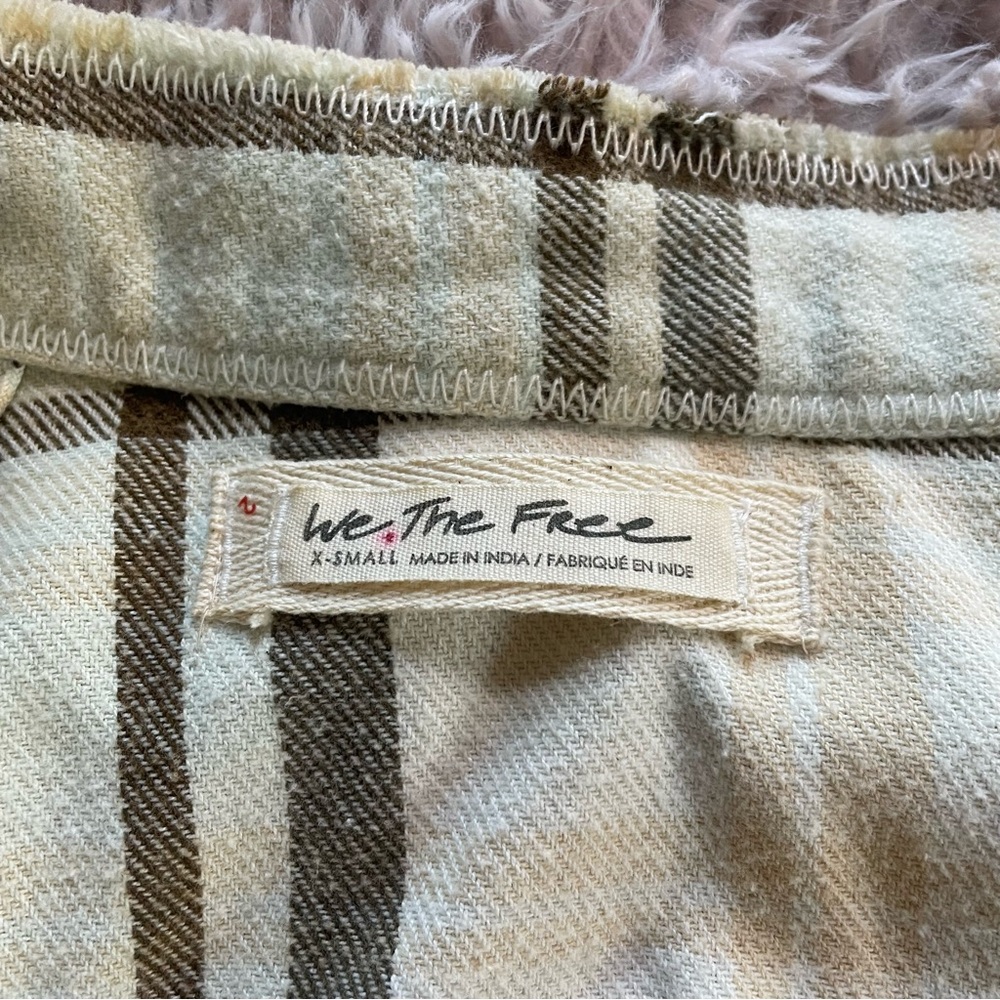 We The Free
X-SMALL MADE IN INDIA / FABRIQUÉ EN INDE